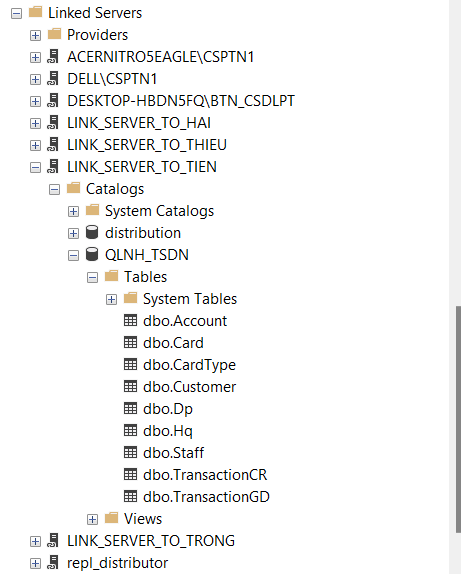 Linked Servers
Providers
ACERNITRO5EAGLE\CSPTN1
DELL\CSPTN1
DESKTOP-HBDN5FQ\BTN_CSDLPT
LINK_SERVER_TO_HAI
LINK_SERVER_TO_THIEU
LINK_SERVER_TO_TIEN
Catalogs
System Catalogs
distribution
QLNH_TSDN
Tables
System Tables
dbo.Account
dbo.Card
dbo.CardType
dbo.Customer
dbo.Dp
dbo.Hq
dbo.Staff
dbo.TransactionCR
dbo.TransactionGD
Views
LINK_SERVER_TO_TRONG
repl_distributor